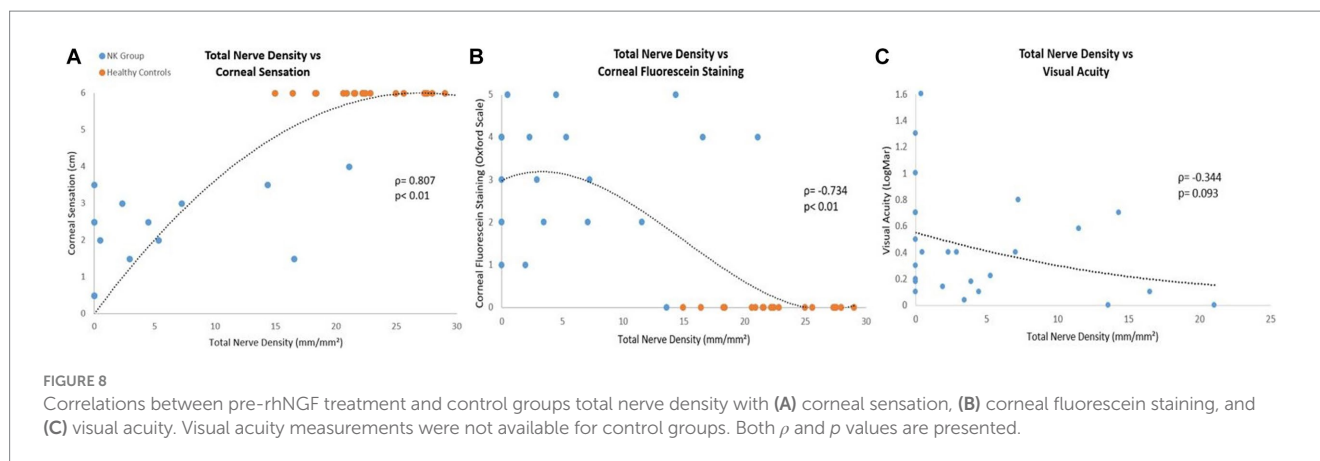 A
NK Group
Healthy Controls
Total Nerve Density vs
Corneal Sensation
6
5
4
3
2
1
0
0 5 10 15 20 25 30
Corneal Sensation (cm)
Total Nerve Density (mm/mm²)
ρ= 0.807
p< 0.01
B
Total Nerve Density vs
Corneal Fluorescein Staining
5
4
3
2
1
0
0 5 10 15 20 25 30
Corneal Fluorescein Staining (Oxford Scale)
Total Nerve Density (mm/mm²)
ρ= -0.734
p< 0.01
C
Total Nerve Density vs
Visual Acuity
1.6
1.4
1.2
1
0.8
0.6
0.4
0.2
0
0 5 10 15 20 25
Visual Acuity (LogMar)
Total Nerve Density (mm/mm²)
ρ= -0.344
p= 0.093
FIGURE 8
Correlations between pre-rhNGF treatment and control groups total nerve density with (A) corneal sensation, (B) corneal fluorescein staining, and
(C) visual acuity. Visual acuity measurements were not available for control groups. Both ρ and p values are presented.